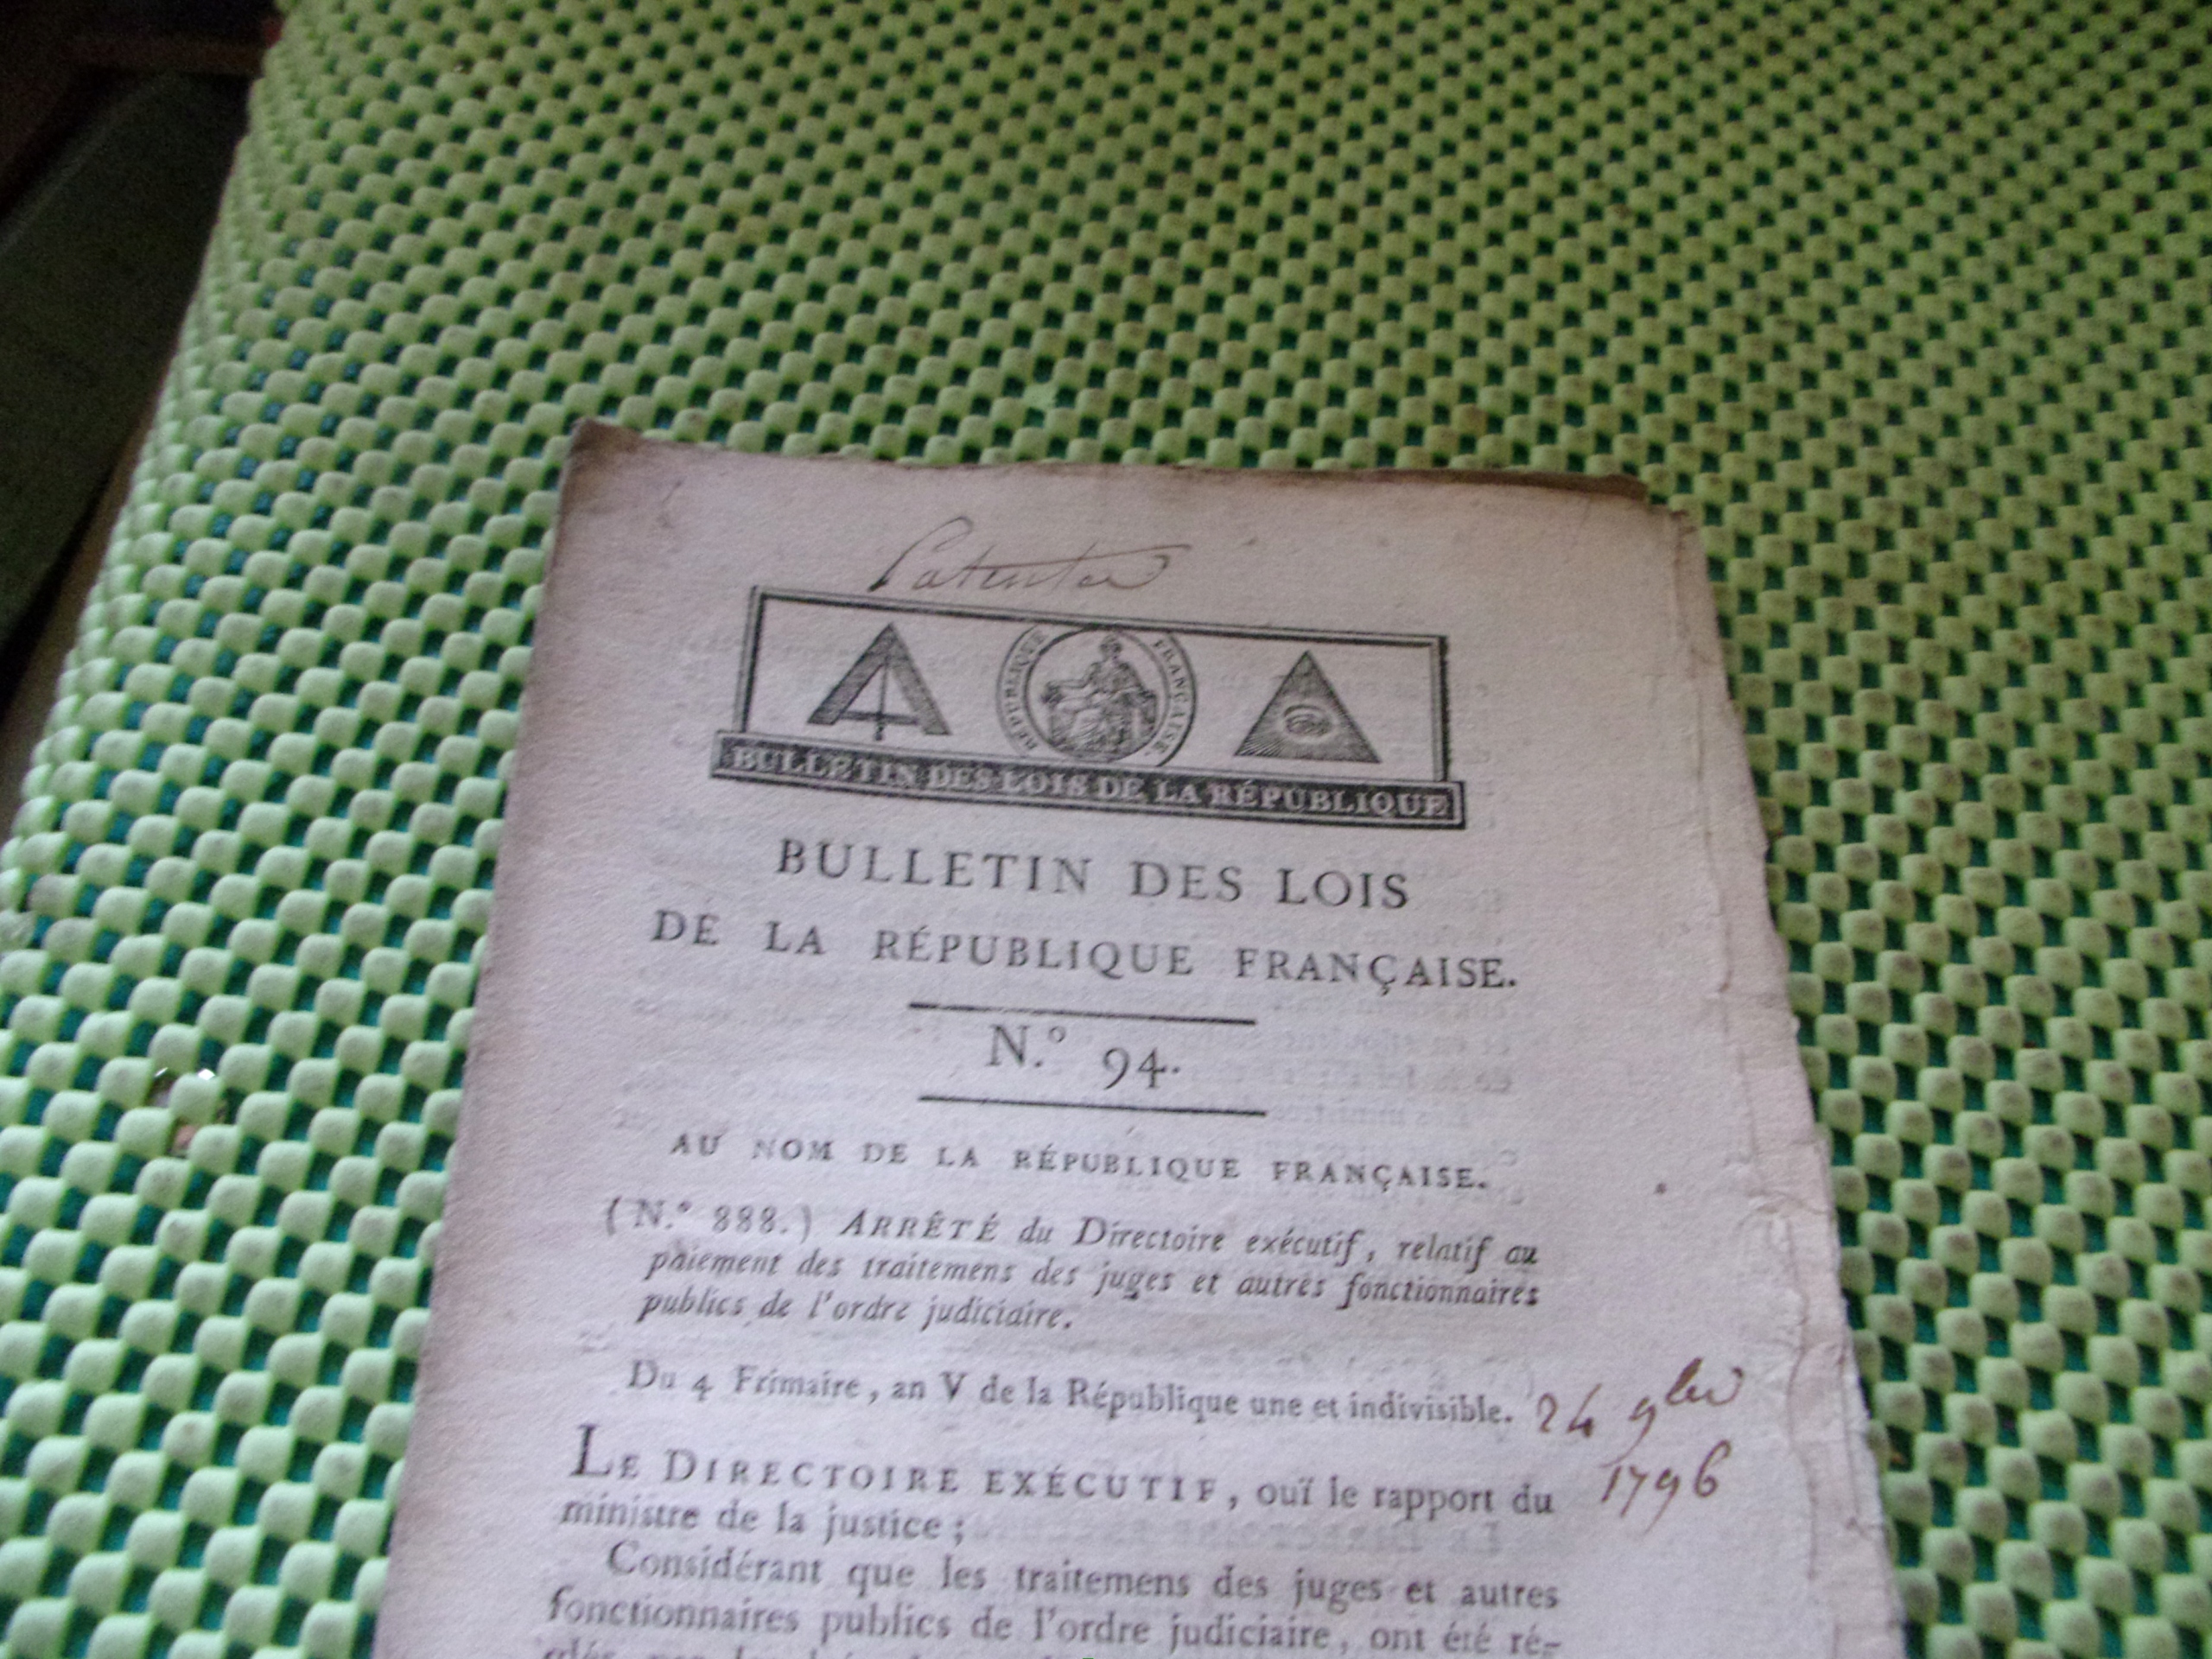 Patentes
RÉPUBLIQUE FRANÇAISE
BULLETIN DES LOIS DE LA RÉPUBLIQUE
BULLETIN DES LOIS
DE LA RÉPUBLIQUE FRANÇAISE.
N.º 94.
AU NOM DE LA RÉPUBLIQUE FRANÇAISE.
(N.º 888.) ARRÊTÉ du Directoire exécutif, relatif au
paiement des traitemens des juges et autres fonctionnaires
publics de l'ordre judiciaire.
Du 4 Frimaire, an V de la République une et indivisible. 24 9bre
1796
LE DIRECTOIRE EXÉCUTIF, ouï le rapport du
ministre de la justice;
Considérant que les traitemens des juges et autres
fonctionnaires publics de l'ordre judiciaire, ont été ré-